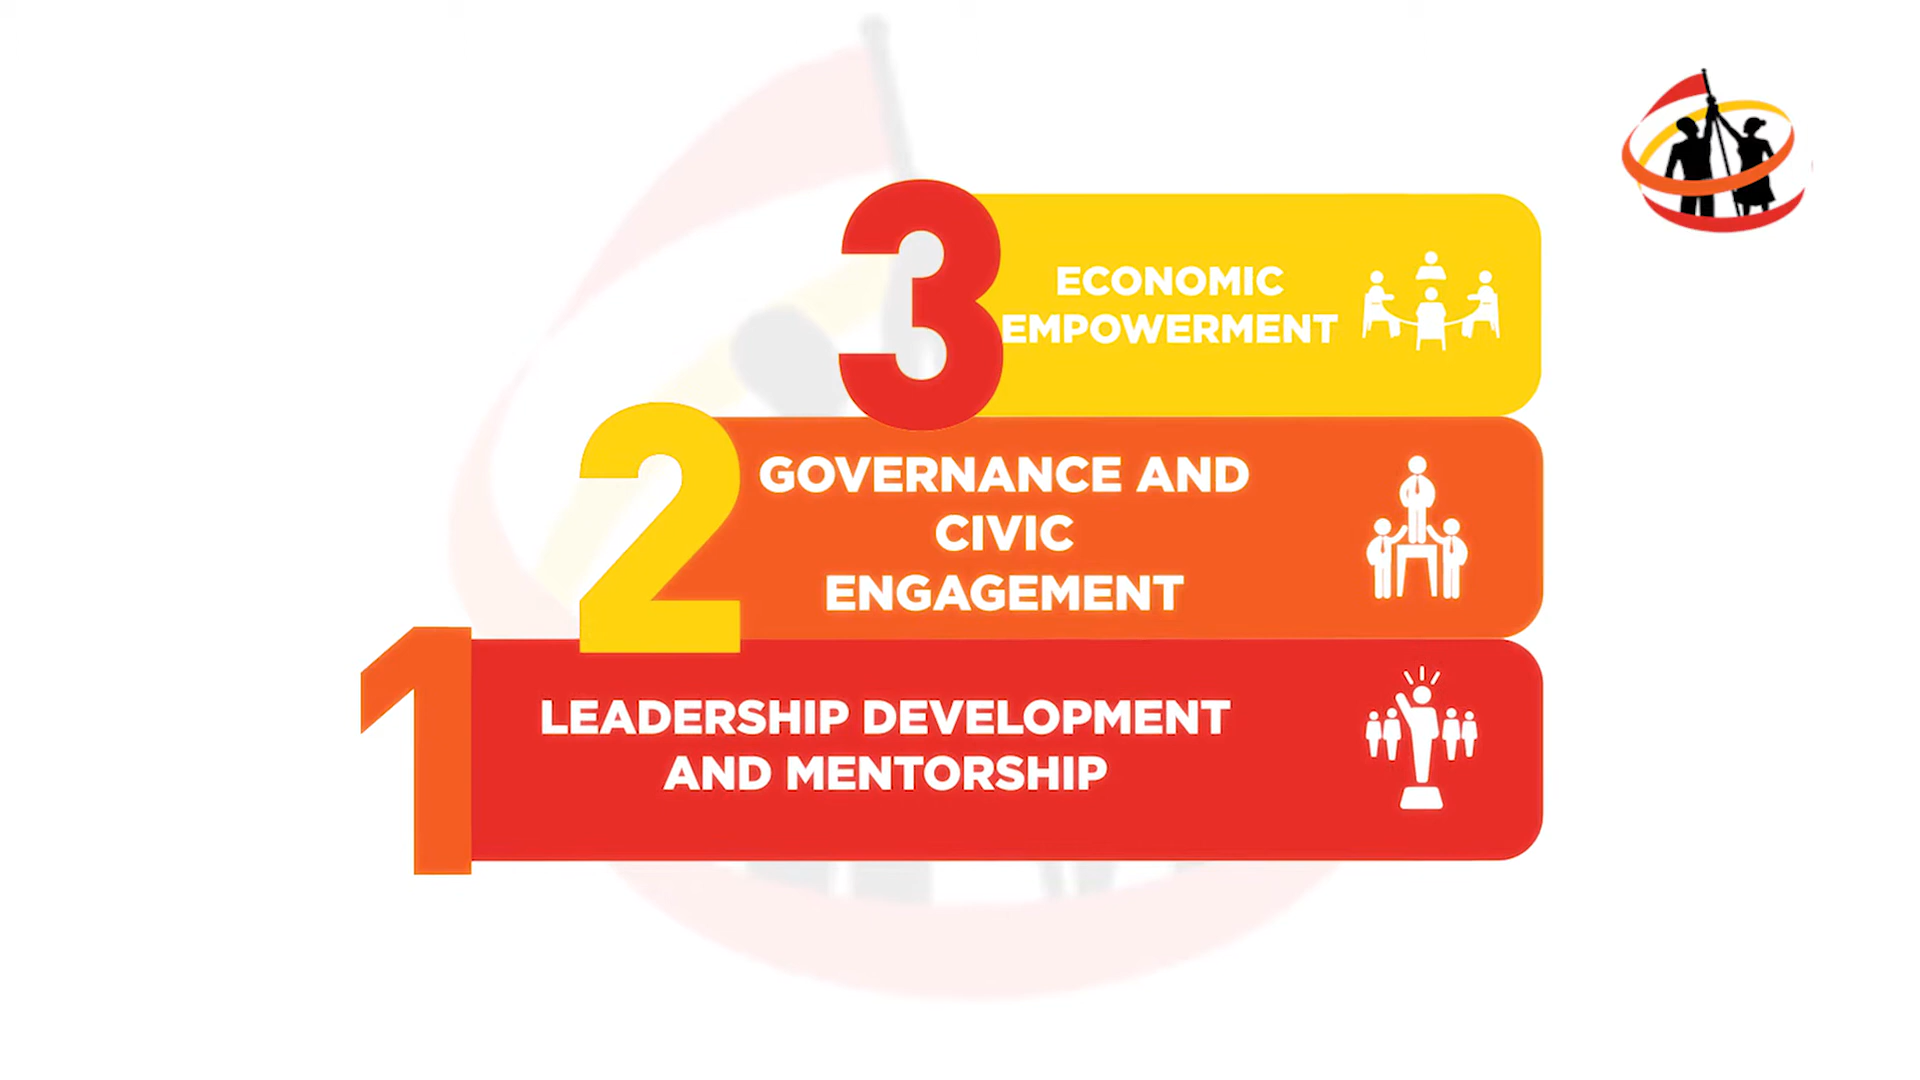 3
ECONOMIC
EMPOWERMENT
2
GOVERNANCE AND
CIVIC
ENGAGEMENT
1
LEADERSHIP DEVELOPMENT
AND MENTORSHIP